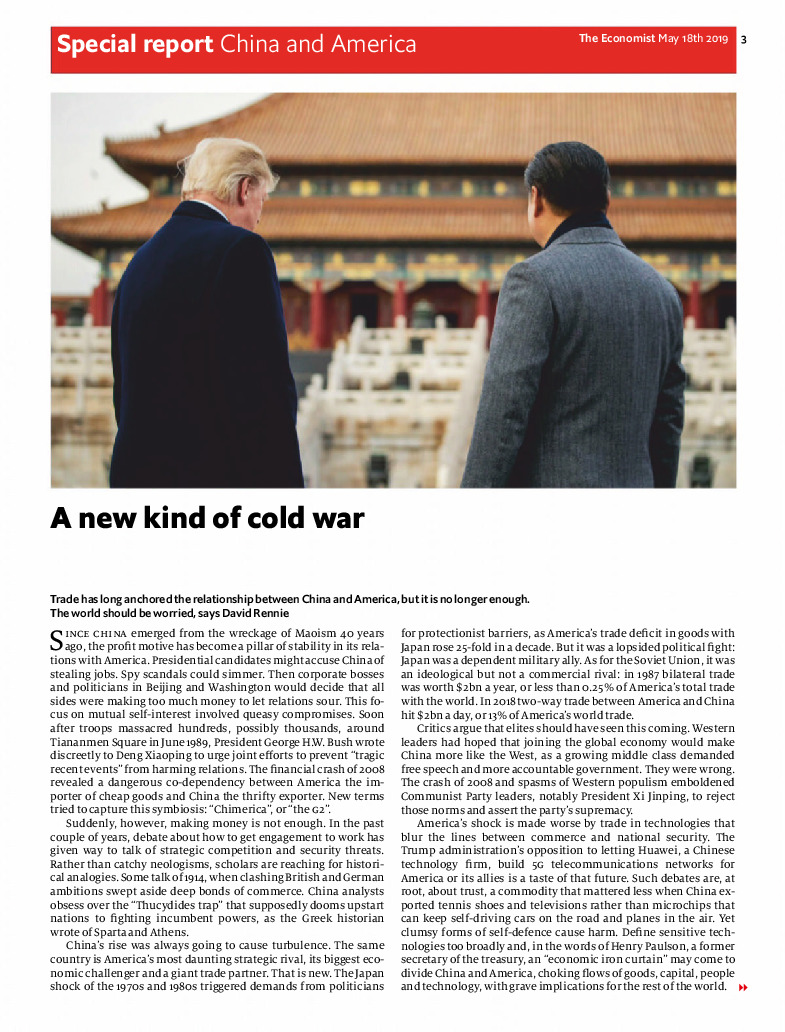 Special report China and America
The Economist May 18th 2019 3
A new kind of cold war
Trade has long anchored the relationship between China and America, but it is no longer enough.
The world should be worried, says David Rennie
SINCE CHINA emerged from the wreckage of Maoism 40 years
ago, the profit motive has become a pillar of stability in its rela-
tions with America. Presidential candidates might accuse China of
stealing jobs. Spy scandals could simmer. Then corporate bosses
and politicians in Beijing and Washington would decide that all
sides were making too much money to let relations sour. This fo-
cus on mutual self-interest involved queasy compromises. Soon
after troops massacred hundreds, possibly thousands, around
Tiananmen Square in June 1989, President George H.W. Bush wrote
discreetly to Deng Xiaoping to urge joint efforts to prevent “tragic
recent events” from harming relations. The financial crash of 2008
revealed a dangerous co-dependency between America the im-
porter of cheap goods and China the thrifty exporter. New terms
tried to capture this symbiosis: “Chimerica”, or “the G2”.
Suddenly, however, making money is not enough. In the past
couple of years, debate about how to get engagement to work has
given way to talk of strategic competition and security threats.
Rather than catchy neologisms, scholars are reaching for histori-
cal analogies. Some talk of 1914, when clashing British and German
ambitions swept aside deep bonds of commerce. China analysts
obsess over the “Thucydides trap” that supposedly dooms upstart
nations to fighting incumbent powers, as the Greek historian
wrote of Sparta and Athens.
China’s rise was always going to cause turbulence. The same
country is America’s most daunting strategic rival, its biggest eco-
nomic challenger and a giant trade partner. That is new. The Japan
shock of the 1970s and 1980s triggered demands from politicians
for protectionist barriers, as America’s trade deficit in goods with
Japan rose 25-fold in a decade. But it was a lopsided political fight:
Japan was a dependent military ally. As for the Soviet Union, it was
an ideological but not a commercial rival: in 1987 bilateral trade
was worth $2bn a year, or less than 0.25% of America’s total trade
with the world. In 2018 two-way trade between America and China
hit $2bn a day, or 13% of America’s world trade.
Critics argue that elites should have seen this coming. Western
leaders had hoped that joining the global economy would make
China more like the West, as a growing middle class demanded
free speech and more accountable government. They were wrong.
The crash of 2008 and spasms of Western populism emboldened
Communist Party leaders, notably President Xi Jinping, to reject
those norms and assert the party’s supremacy.
America’s shock is made worse by trade in technologies that
blur the lines between commerce and national security. The
Trump administration’s opposition to letting Huawei, a Chinese
technology firm, build 5G telecommunications networks for
America or its allies is a taste of that future. Such debates are, at
root, about trust, a commodity that mattered less when China ex-
ported tennis shoes and televisions rather than microchips that
can keep self-driving cars on the road and planes in the air. Yet
clumsy forms of self-defence cause harm. Define sensitive tech-
nologies too broadly and, in the words of Henry Paulson, a former
secretary of the treasury, an “economic iron curtain” may come to
divide China and America, choking flows of goods, capital, people
and technology, with grave implications for the rest of the world.